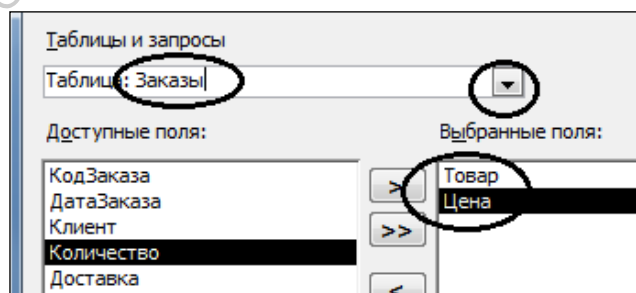 Таблицы и запросы
Таблица: Заказы
Доступные поля:
Выбранные поля:
КодЗаказа
ДатаЗаказа
Клиент
Количество
Доставка
>
>>
<
Товар
Цена